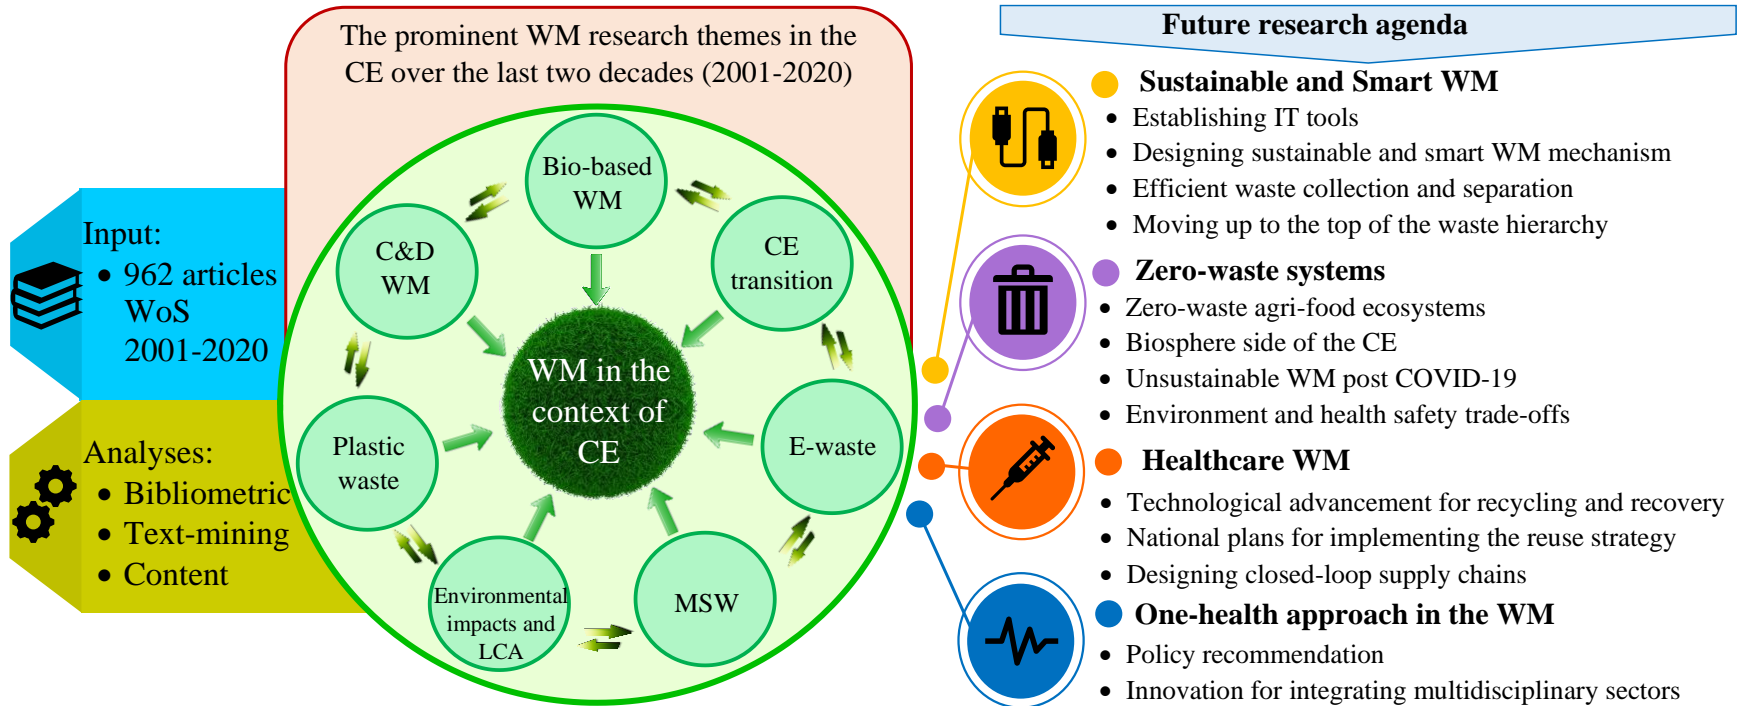 Input:
• 962 articles
WoS
2001-2020
Analyses:
• Bibliometric
• Text-mining
• Content
The prominent WM research themes in the
CE over the last two decades (2001-2020)
Bio-based
WM
CE
transition
E-waste
MSW
Environmental
impacts and
LCA
Plastic
waste
C&D
WM
WM in the
context of
CE
Future research agenda
Sustainable and Smart WM
• Establishing IT tools
• Designing sustainable and smart WM mechanism
• Efficient waste collection and separation
• Moving up to the top of the waste hierarchy
Zero-waste systems
• Zero-waste agri-food ecosystems
• Biosphere side of the CE
• Unsustainable WM post COVID-19
• Environment and health safety trade-offs
Healthcare WM
• Technological advancement for recycling and recovery
• National plans for implementing the reuse strategy
• Designing closed-loop supply chains
One-health approach in the WM
• Policy recommendation
• Innovation for integrating multidisciplinary sectors